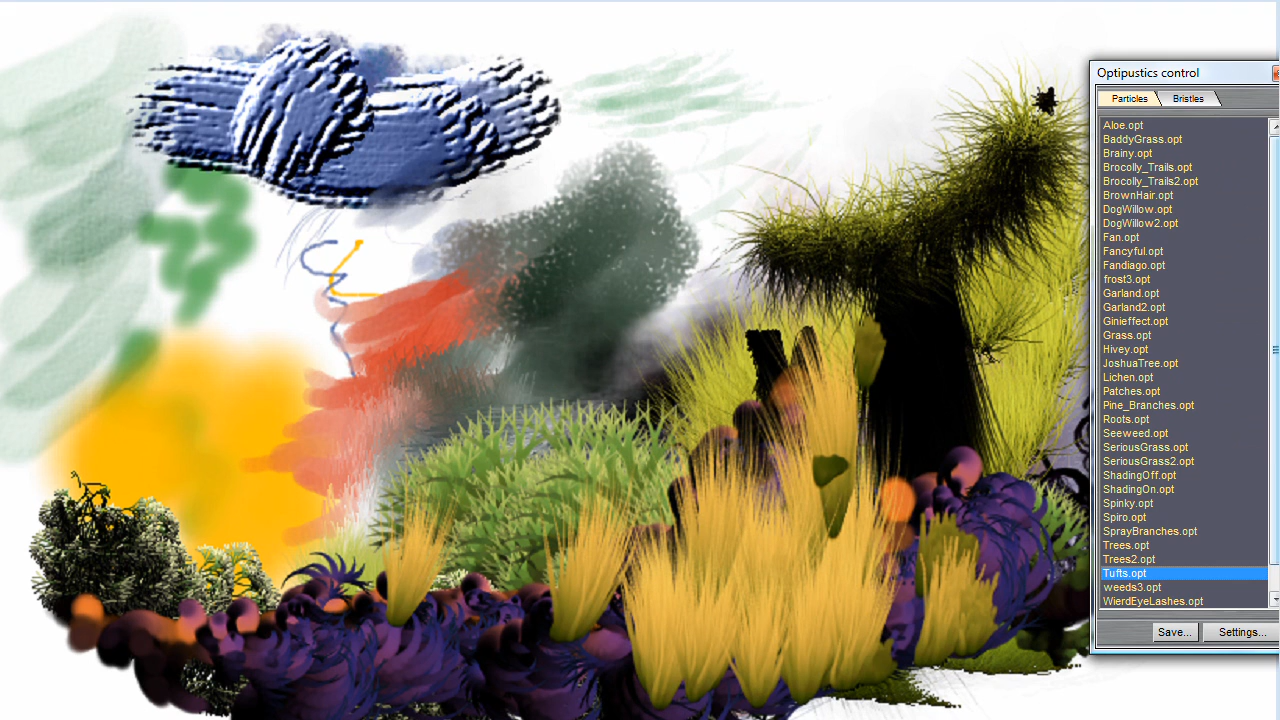 Optipustics control
Particles
Bristles
Aloe.opt
BaddyGrass.opt
Brainy.opt
Brocolly_Trails.opt
Brocolly_Trails2.opt
BrownHair.opt
DogWillow.opt
DogWillow2.opt
Fan.opt
Fancyful.opt
Fandiago.opt
frost3.opt
Garland.opt
Garland2.opt
Ginieffect.opt
Grass.opt
Hivey.opt
JoshuaTree.opt
Lichen.opt
Patches.opt
Pine_Branches.opt
Roots.opt
Seeweed.opt
SeriousGrass.opt
SeriousGrass2.opt
ShadingOff.opt
ShadingOn.opt
Spinky.opt
Spiro.opt
SprayBranches.opt
Trees.opt
Trees2.opt
Tufts.opt
weeds3.opt
WierdEyeLashes.opt
Save...
Settings...